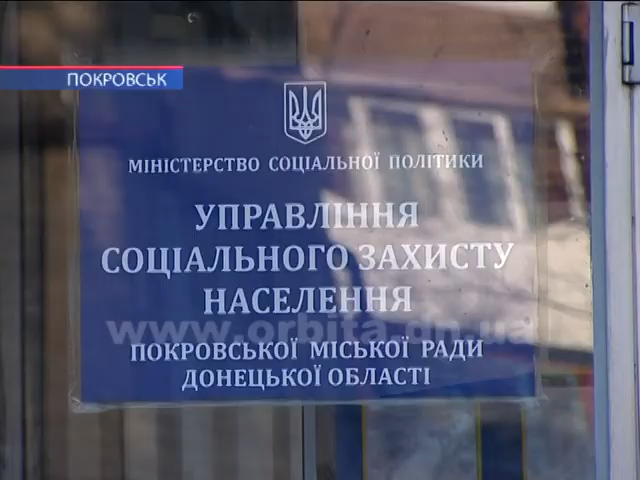 ПОКРОВСЬК
МІНІСТЕРСТВО СОЦІАЛЬНОЇ ПОЛІТИКИ
УПРАВЛІННЯ
СОЦІАЛЬНОГО ЗАХИСТУ
НАСЕЛЕННЯ
www.orbita.dn.ua
ПОКРОВСЬКОЇ МІСЬКОЇ РАДИ
ДОНЕЦЬКОЇ ОБЛАСТІ